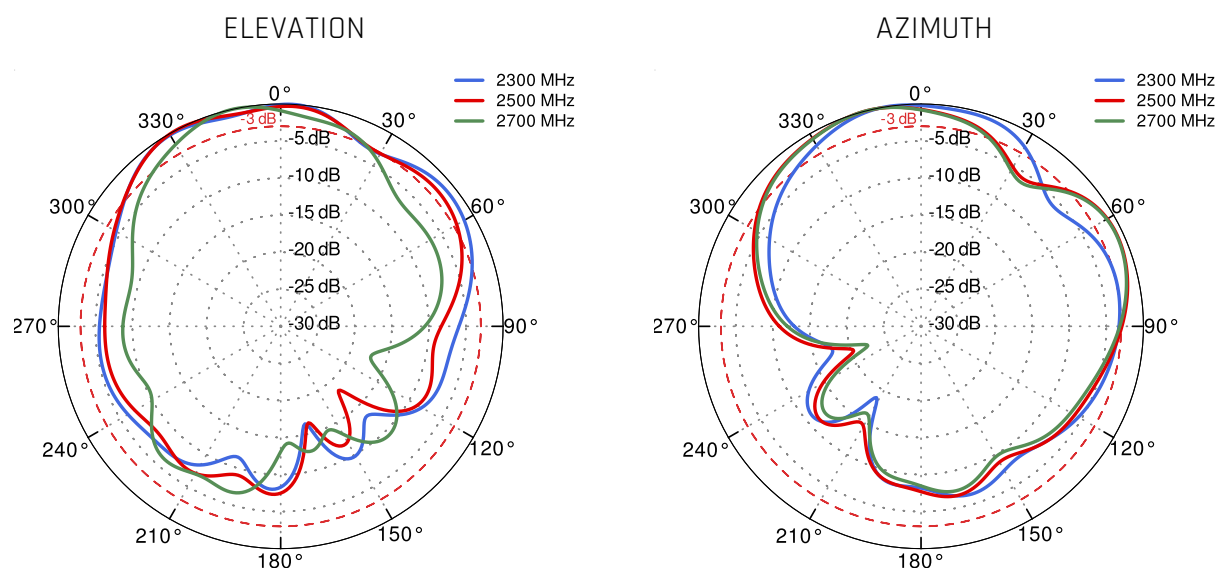 ELEVATION
2300 MHz
2500 MHz
2700 MHz
0°
330°
30°
-3 dB
-5 dB
-10 dB
300°
60°
-15 dB
-20 dB
-25 dB
270°
-30 dB
90°
240°
120°
210°
150°
180°
AZIMUTH
2300 MHz
2500 MHz
2700 MHz
0°
330°
30°
-3 dB
-5 dB
-10 dB
300°
60°
-15 dB
-20 dB
-25 dB
270°
-30 dB
90°
240°
120°
210°
150°
180°